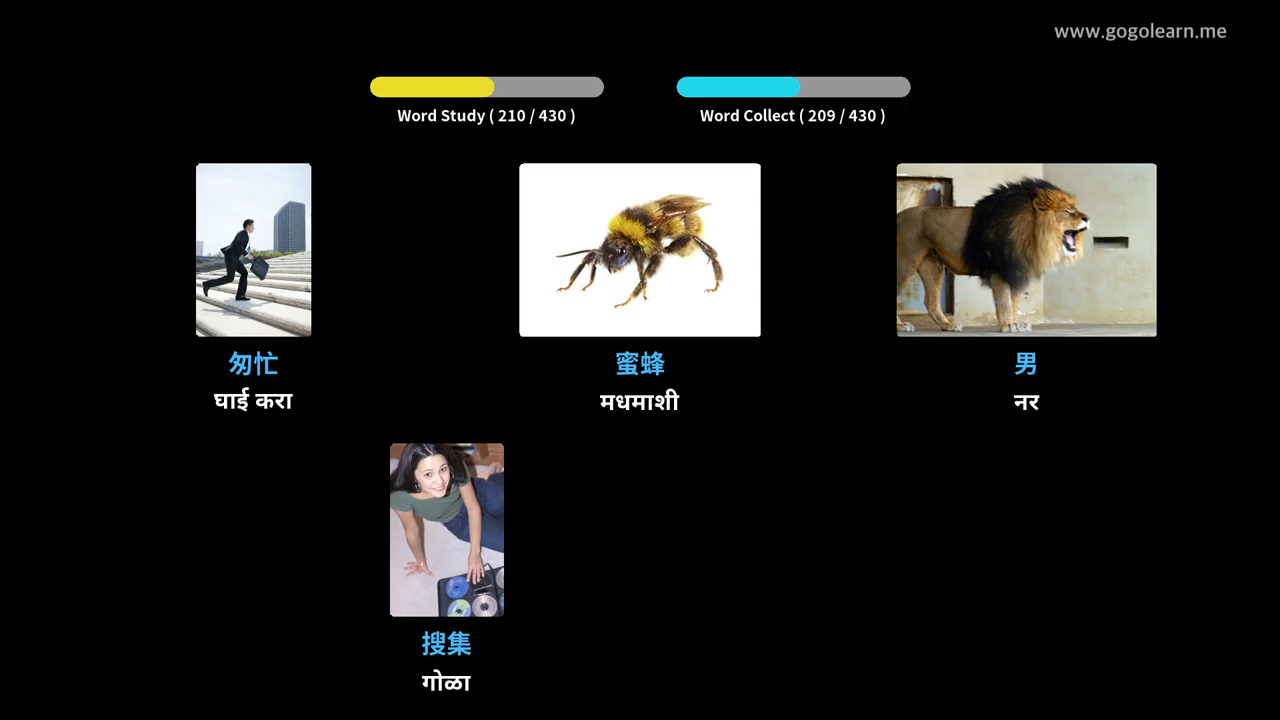 www.gogolearn.me
Word Study ( 210 / 430 )
Word Collect ( 209 / 430 )
匆忙
घाई करा
蜜蜂
मधमाशी
男
नर
搜集
गोळा